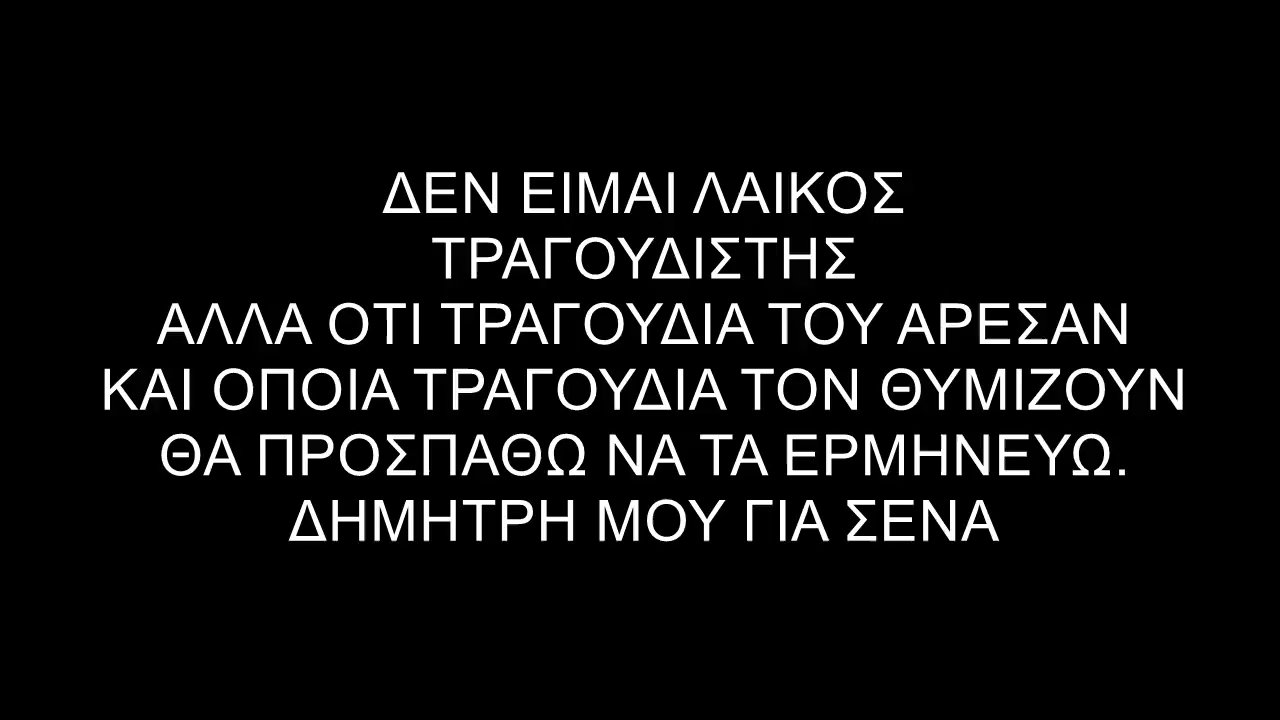 ΔΕΝ ΕΙΜΑΙ ΛΑΙΚΟΣ
ΤΡΑΓΟΥΔΙΣΤΗΣ
ΑΛΛΑ ΟΤΙ ΤΡΑΓΟΥΔΙΑ ΤΟΥ ΑΡΕΣΑΝ
ΚΑΙ ΟΠΟΙΑ ΤΡΑΓΟΥΔΙΑ ΤΟΝ ΘΥΜΙΖΟΥΝ
ΘΑ ΠΡΟΣΠΑΘΩ ΝΑ ΤΑ ΕΡΜΗΝΕΥΩ.
ΔΗΜΗΤΡΗ ΜΟΥ ΓΙΑ ΣΕΝΑ